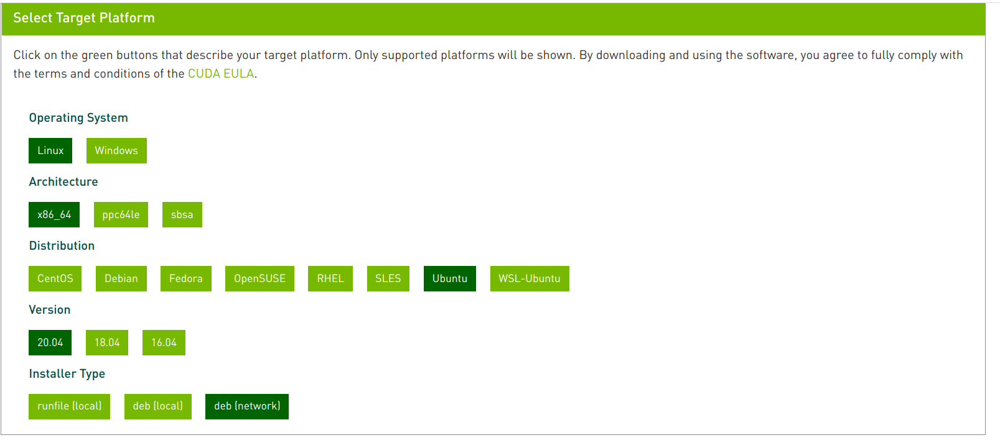 Select Target Platform
Click on the green buttons that describe your target platform. Only supported platforms will be shown. By downloading and using the software, you agree to fully comply with
the terms and conditions of the CUDA EULA.
Operating System
Linux Windows
Architecture
x86_64 ppc64le sbsa
Distribution
CentOS Debian Fedora OpenSUSE RHEL SLES Ubuntu WSL-Ubuntu
Version
20.04 18.04 16.04
Installer Type
runfile (local) deb (local) deb (network)